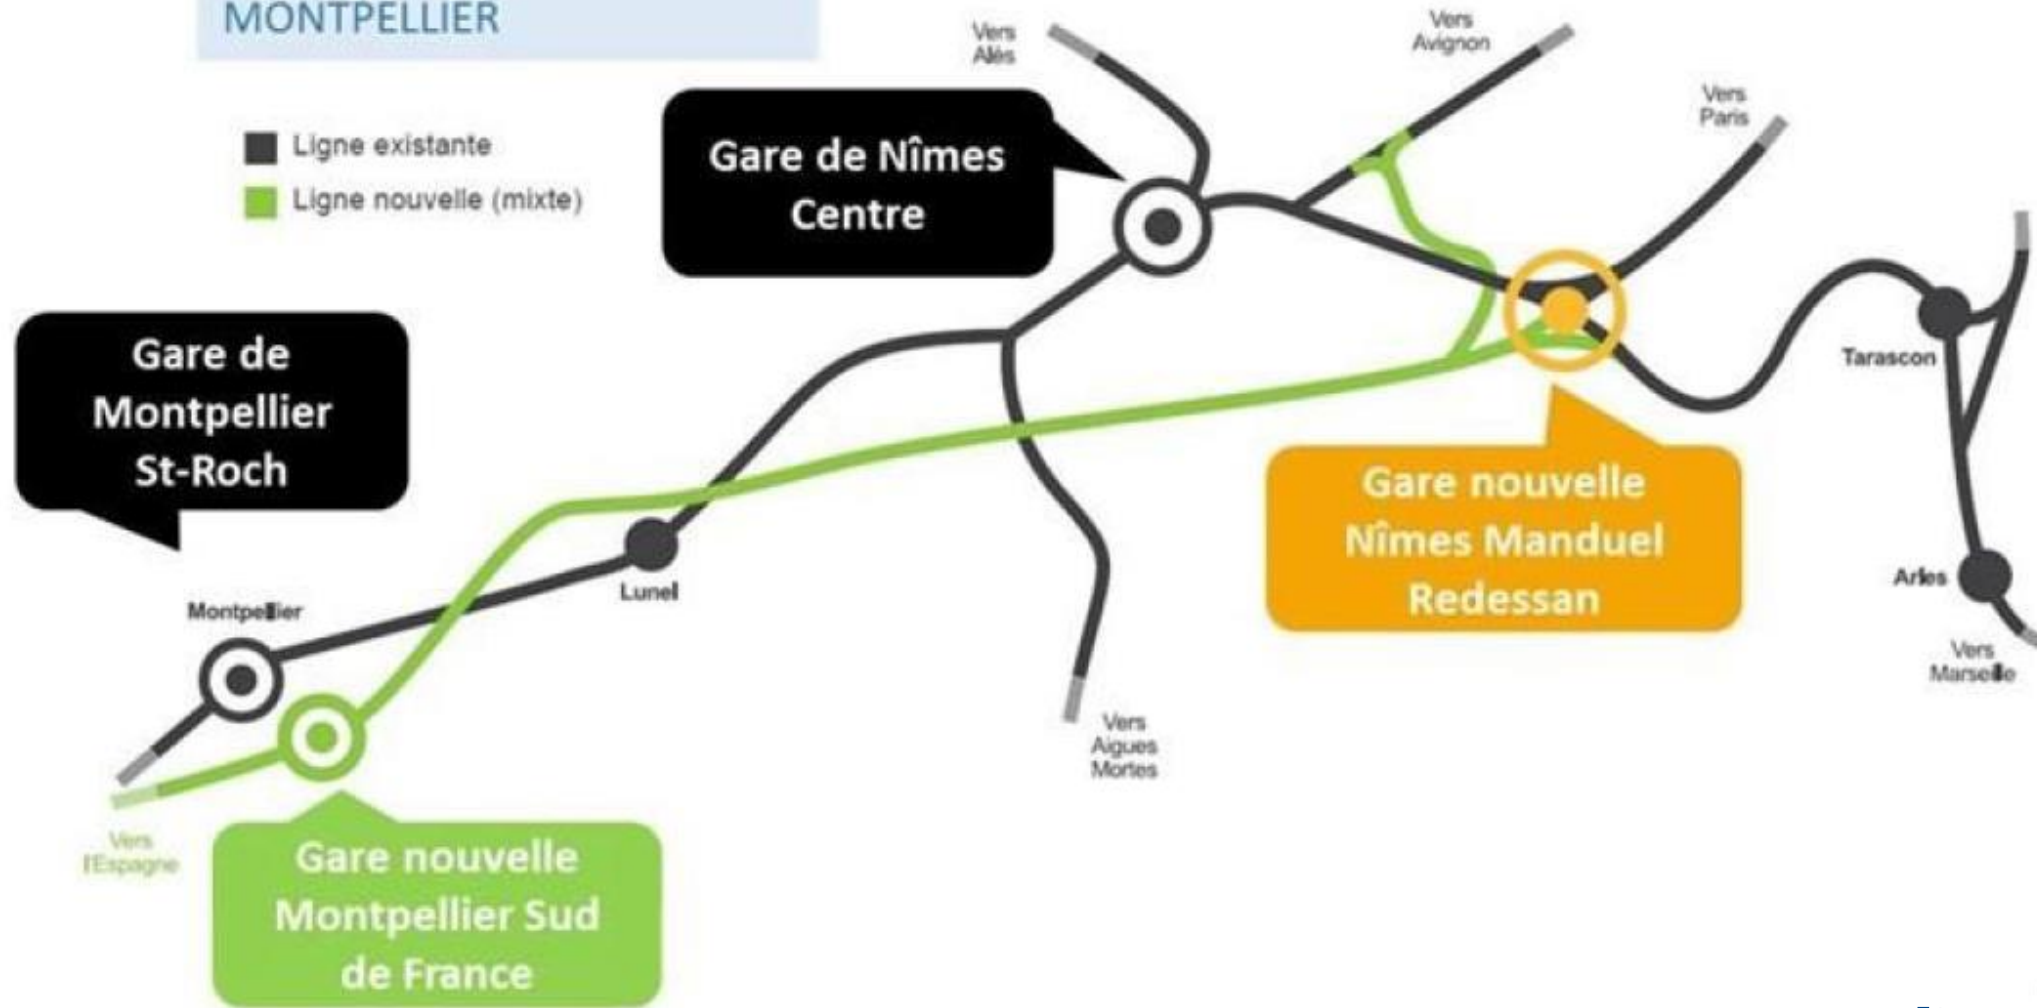 MONTPELLIER
Ligne existante
Ligne nouvelle (mixte)
Vers
Alès
Vers
Avignon
Vers
Paris
Gare de Nîmes
Centre
Gare de
Montpellier
St-Roch
Tarascon
Gare nouvelle
Nîmes Manduel
Redessan
Lunel
Arles
Montpellier
Vers
Marseille
Vers
Aigues
Mortes
Vers
l'Espagne
Gare nouvelle
Montpellier Sud
de France